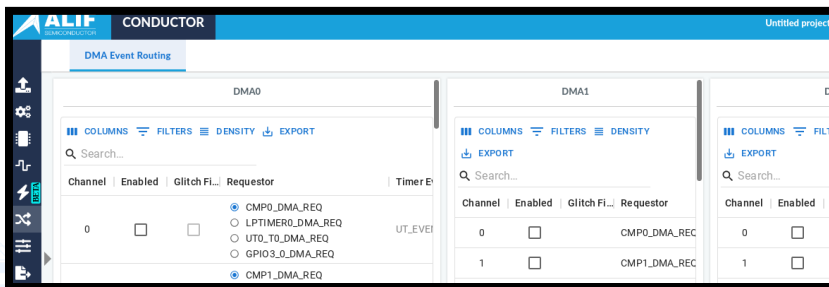 ALIF
SEMICONDUCTOR
CONDUCTOR
Untitled project
DMA Event Routing
BETA
DMA0
COLUMNS FILTERS DENSITY EXPORT
Search...
Channel Enabled Glitch Fi... Requestor Timer Ev
0
CMP0_DMA_REQ
LPTIMER0_DMA_REQ
UT0_T0_DMA_REQ
GPIO3_0_DMA_REQ
UT_EVEN
CMP1_DMA_REQ
DMA1
COLUMNS FILTERS DENSITY
EXPORT
Search...
Channel Enabled Glitch Fi... Requestor
0 CMP0_DMA_REQ
1 CMP1_DMA_REQ
D
COLUMNS FILT
EXPORT
Search...
Channel Enabled
0
1